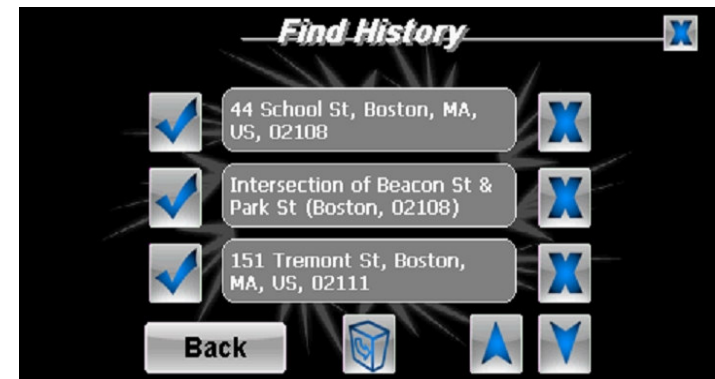 Find History
44 School St, Boston, MA,
US, 02108
Intersection of Beacon St &
Park St (Boston, 02108)
151 Tremont St, Boston,
MA, US, 02111
Back